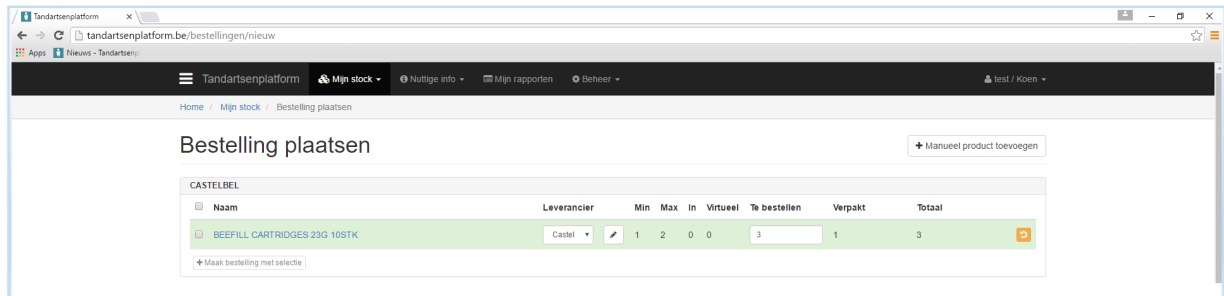 Tandartsenplatform
tandartsenplatform.be/bestellingen/nieuw
Apps Nieuws - Tandartsenp
Tandartsenplatform Mijn stock Nuttige info Mijn rapporten Beheer test / Koen
Home / Mijn stock / Bestelling plaatsen
Bestelling plaatsen
Manueel product toevoegen
CASTELBEL
Naam Leverancier Min Max In Virtueel Te bestellen Verpakt Totaal
BEEFILL CARTRIDGES 23G 10STK Castel 1 2 0 0 3 1 3
Maak bestelling met selectie